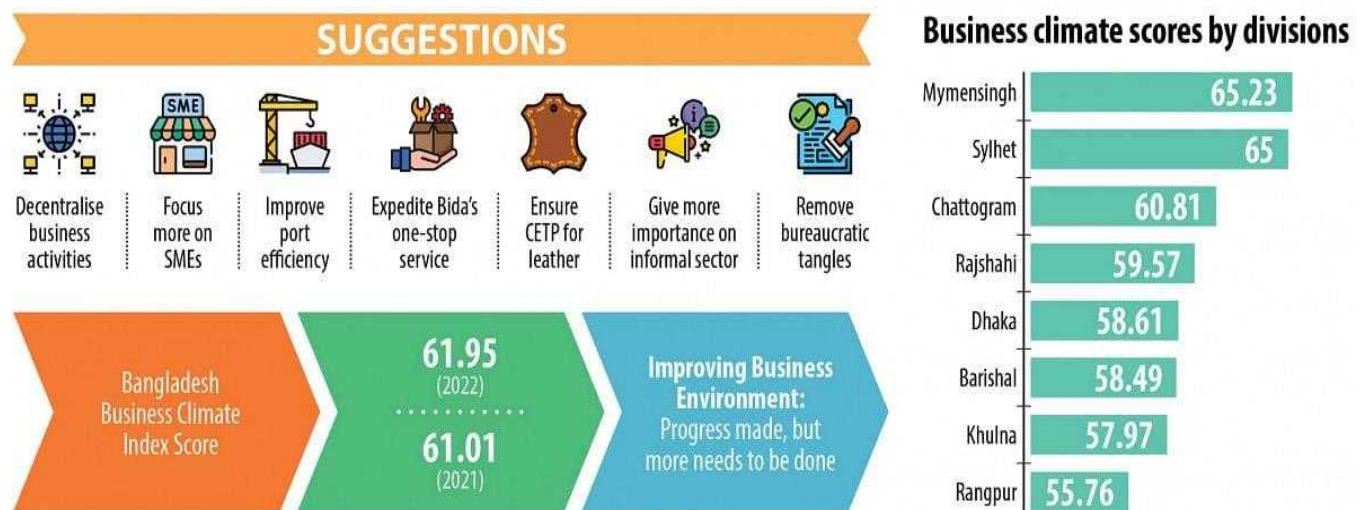 SUGGESTIONS
SME
Decentralise
business
activities
Focus
more on
SMEs
Improve
port
efficiency
Expedite Bida's
one-stop
service
Ensure
CETP for
leather
Give more
importance on
informal sector
Remove
bureaucratic
tangles
Bangladesh
Business Climate
Index Score
61.95
(2022)
61.01
(2021)
Improving Business
Environment:
Progress made, but
more needs to be done
Business climate scores by divisions
Mymensingh 65.23
Sylhet 65
Chattogram 60.81
Rajshahi 59.57
Dhaka 58.61
Barishal 58.49
Khulna 57.97
Rangpur 55.76